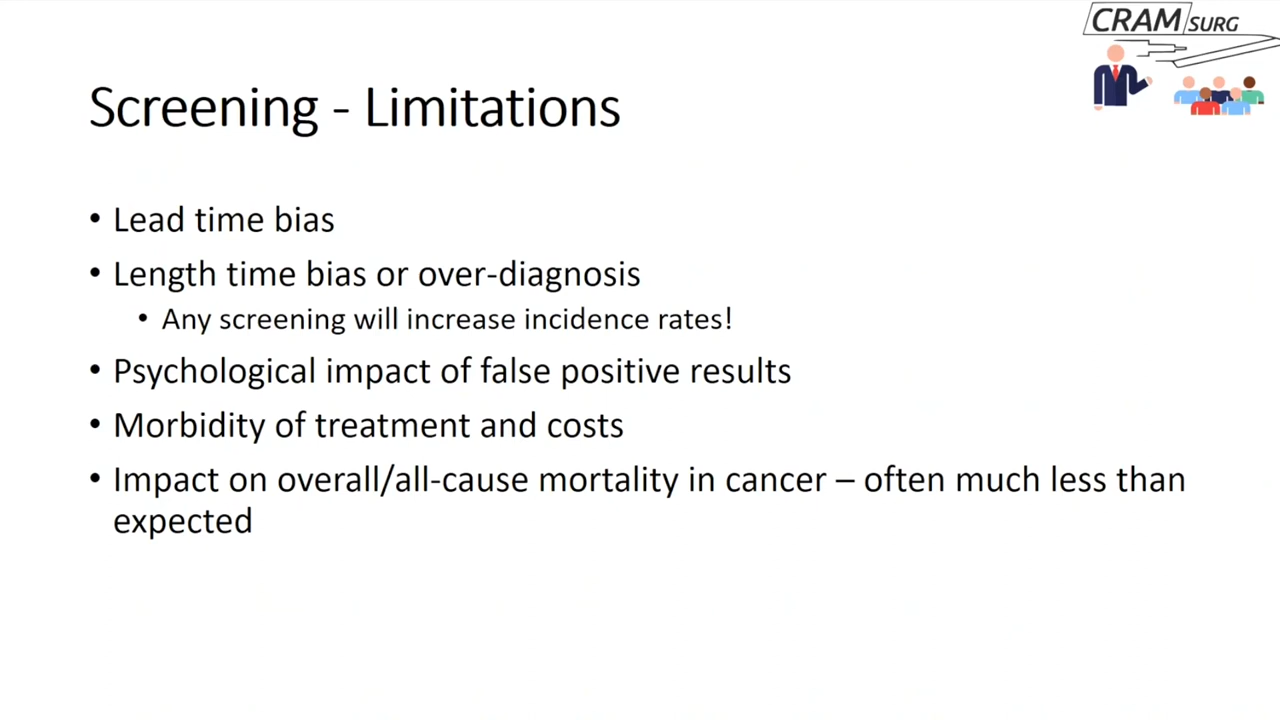 CRAM SURG
Screening - Limitations
• Lead time bias
• Length time bias or over-diagnosis
• Any screening will increase incidence rates!
• Psychological impact of false positive results
• Morbidity of treatment and costs
• Impact on overall/all-cause mortality in cancer – often much less than
expected